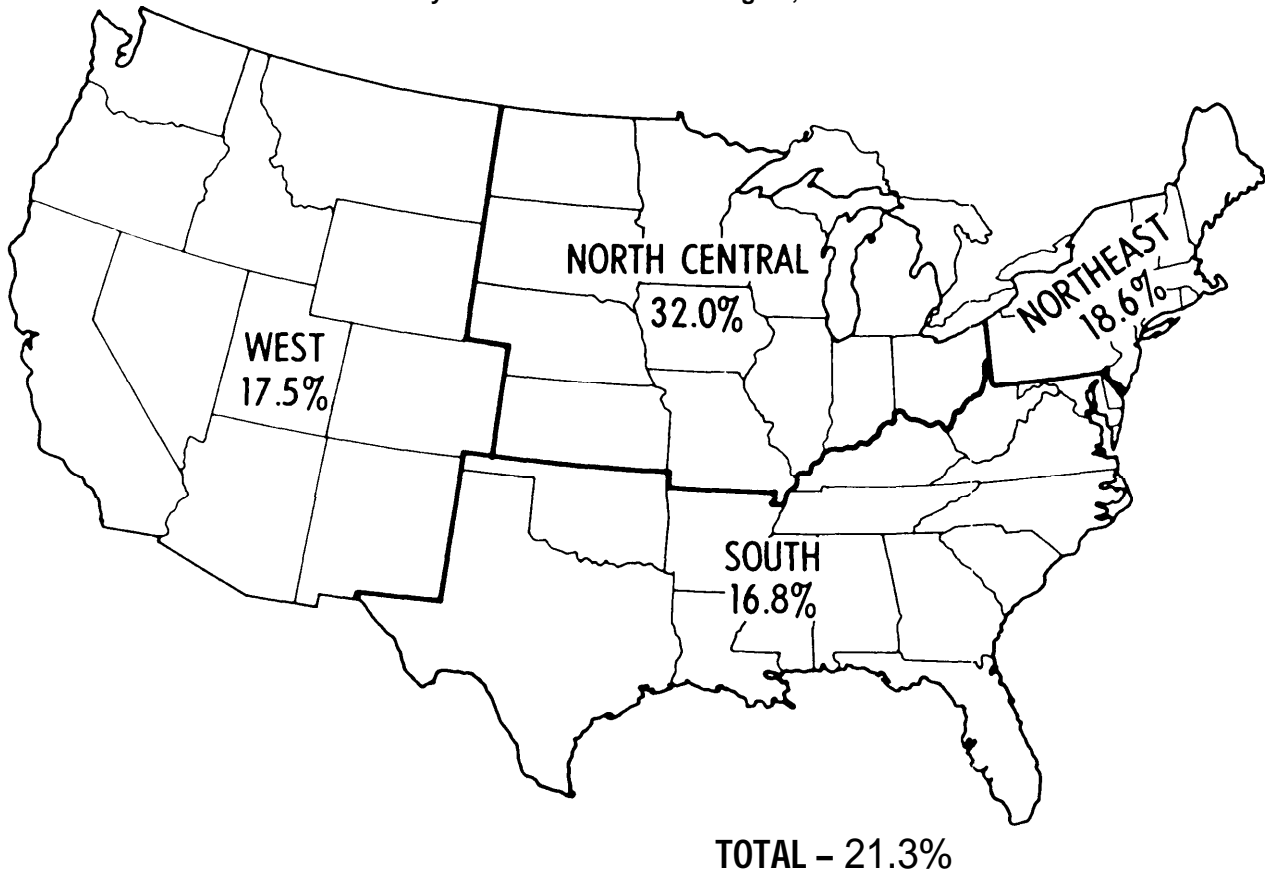 NORTH CENTRAL
32.0%
NORTHEAST
18.6%
WEST
17.5%
SOUTH
16.8%
TOTAL – 21.3%